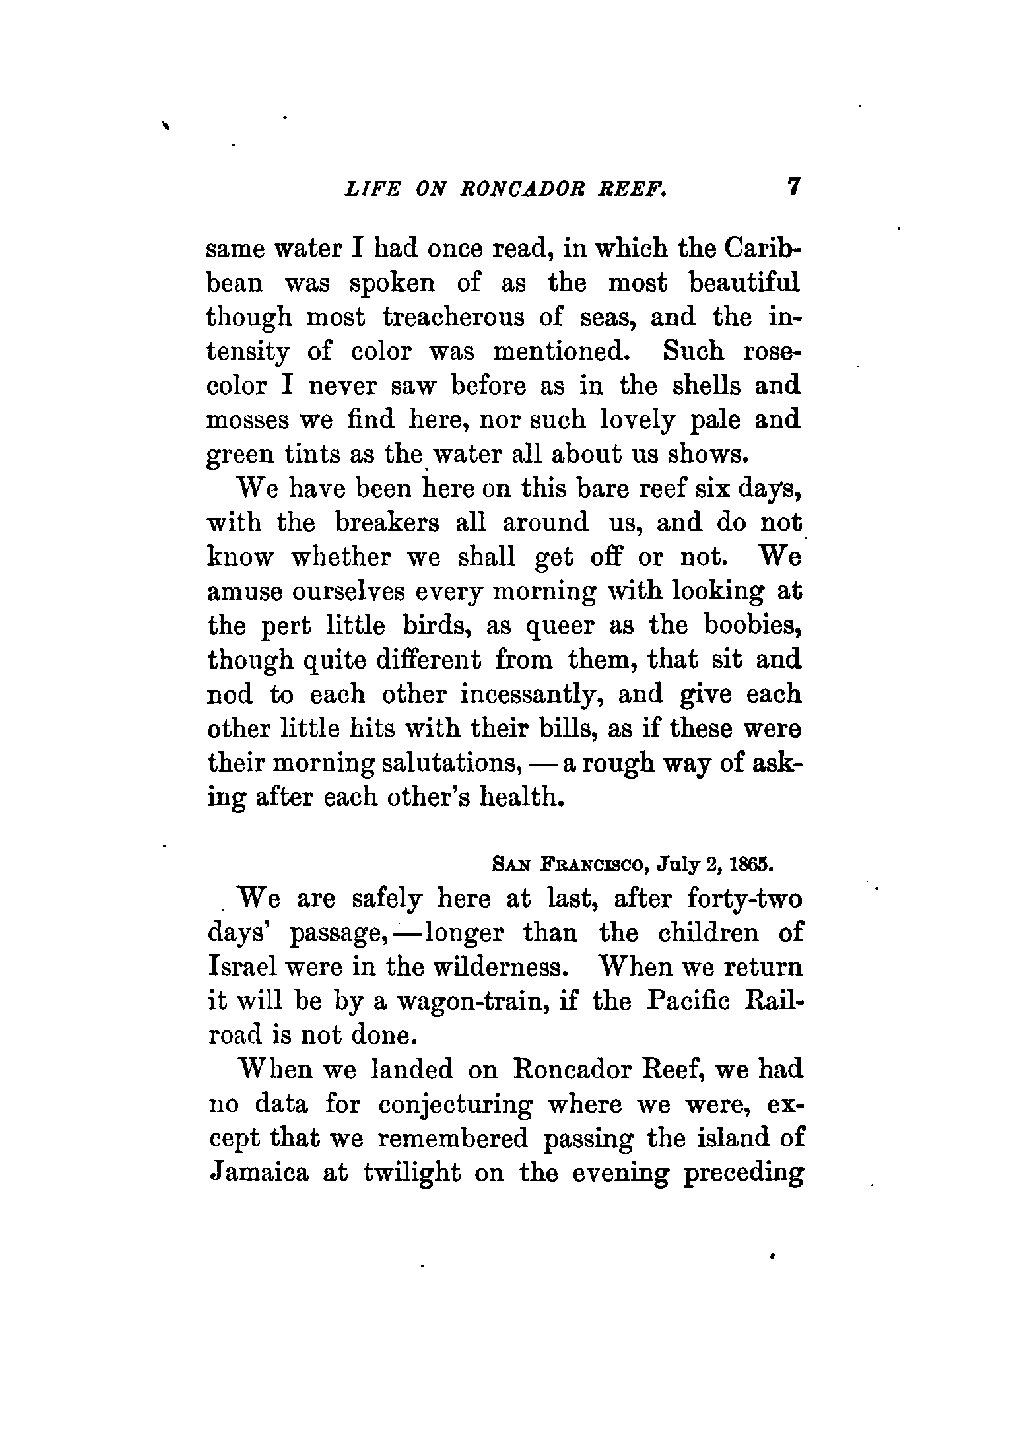 LIFE ON RONCADOR REEF. 7
same water I had once read, in which the Carib-
bean was spoken of as the most beautiful
though most treacherous of seas, and the in-
tensity of color was mentioned. Such rose-
color I never saw before as in the shells and
mosses we find here, nor such lovely pale and
green tints as the water all about us shows.
We have been here on this bare reef six days,
with the breakers all around us, and do not
know whether we shall get off or not. We
amuse ourselves every morning with looking at
the pert little birds, as queer as the boobies,
though quite different from them, that sit and
nod to each other incessantly, and give each
other little hits with their bills, as if these were
their morning salutations, — a rough way of ask-
ing after each other's health.
SAN FRANCISCO, July 2, 1865.
We are safely here at last, after forty-two
days' passage,—longer than the children of
Israel were in the wilderness. When we return
it will be by a wagon-train, if the Pacific Rail-
road is not done.
When we landed on Roncador Reef, we had
no data for conjecturing where we were, ex-
cept that we remembered passing the island of
Jamaica at twilight on the evening preceding